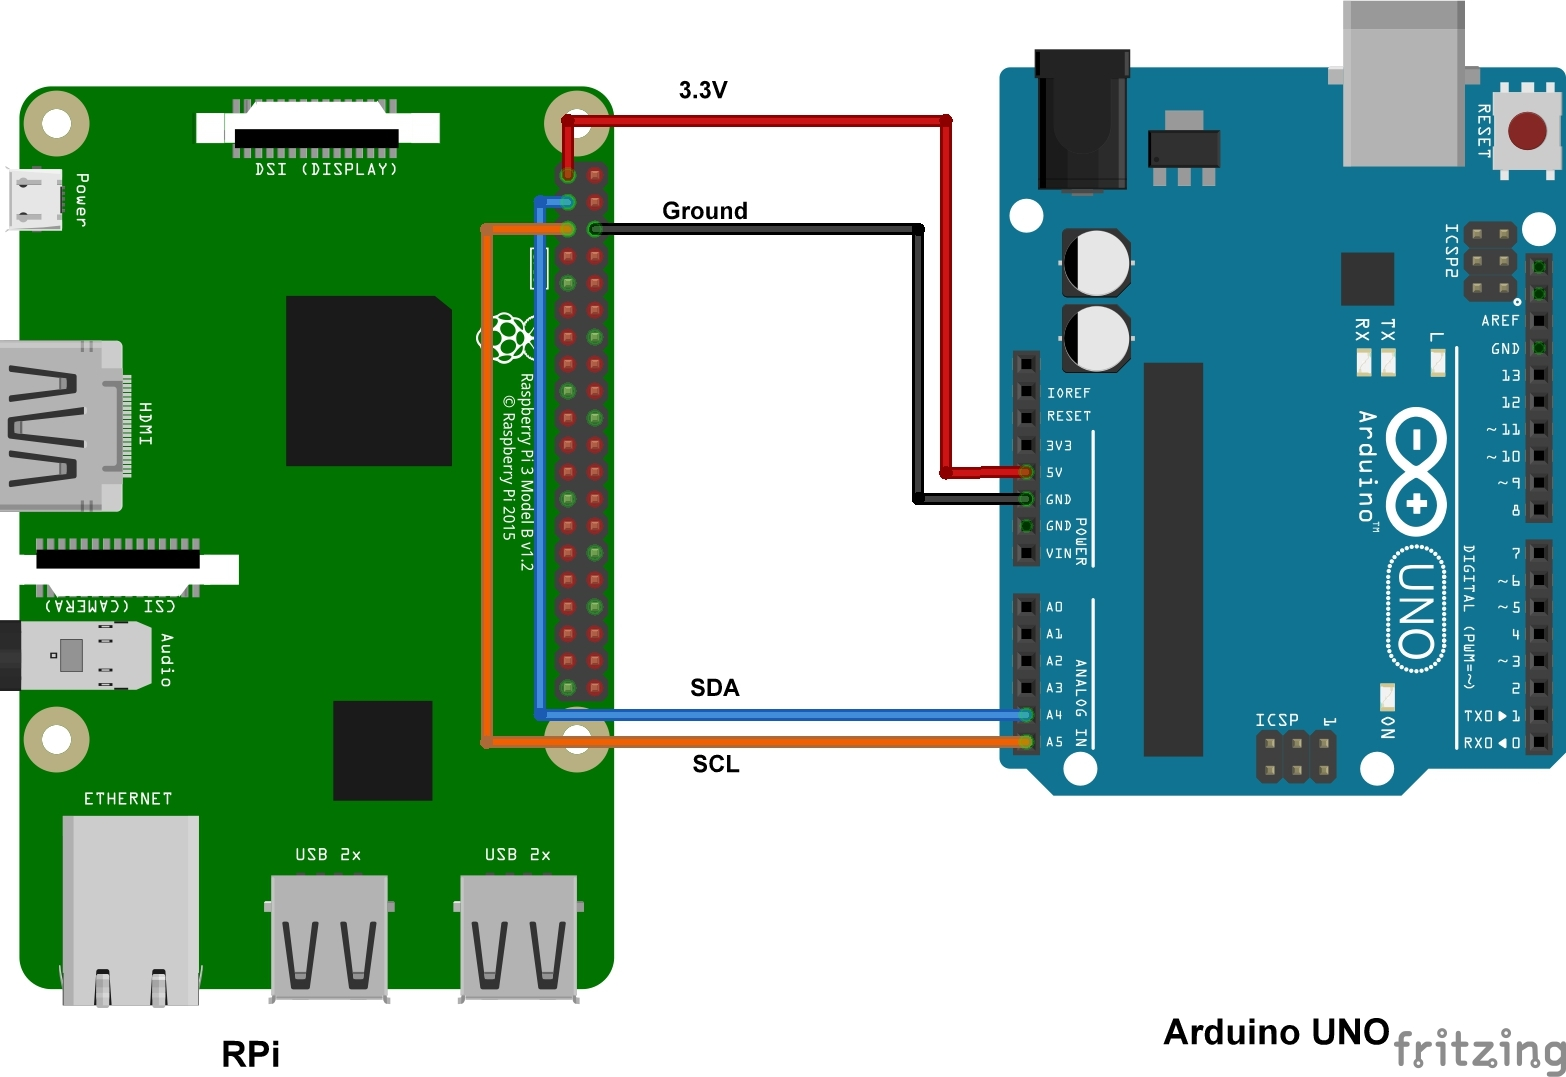 3.3V
Ground
SDA
SCL
RPi
Arduino UNO
fritzing
DSI (DISPLAY)
Power
HDMI
Raspberry Pi 3 Model B v1.2
© Raspberry Pi 2015
CSI (CAMERA)
Audio
ETHERNET
USB 2x
USB 2x
RESET
ICSP2
AREF
GND
13
12
~11
~10
~9
8
7
~6
~5
4
~3
2
TX0▶1
RX0◀0
RX
TX
L
IOREF
RESET
3V3
5V
GND
GND
VIN
POWER
A0
A1
A2
A3
A4
A5
ANALOG IN
Arduino™
UNO
DIGITAL (PWM=~)
ICSP
1
ON